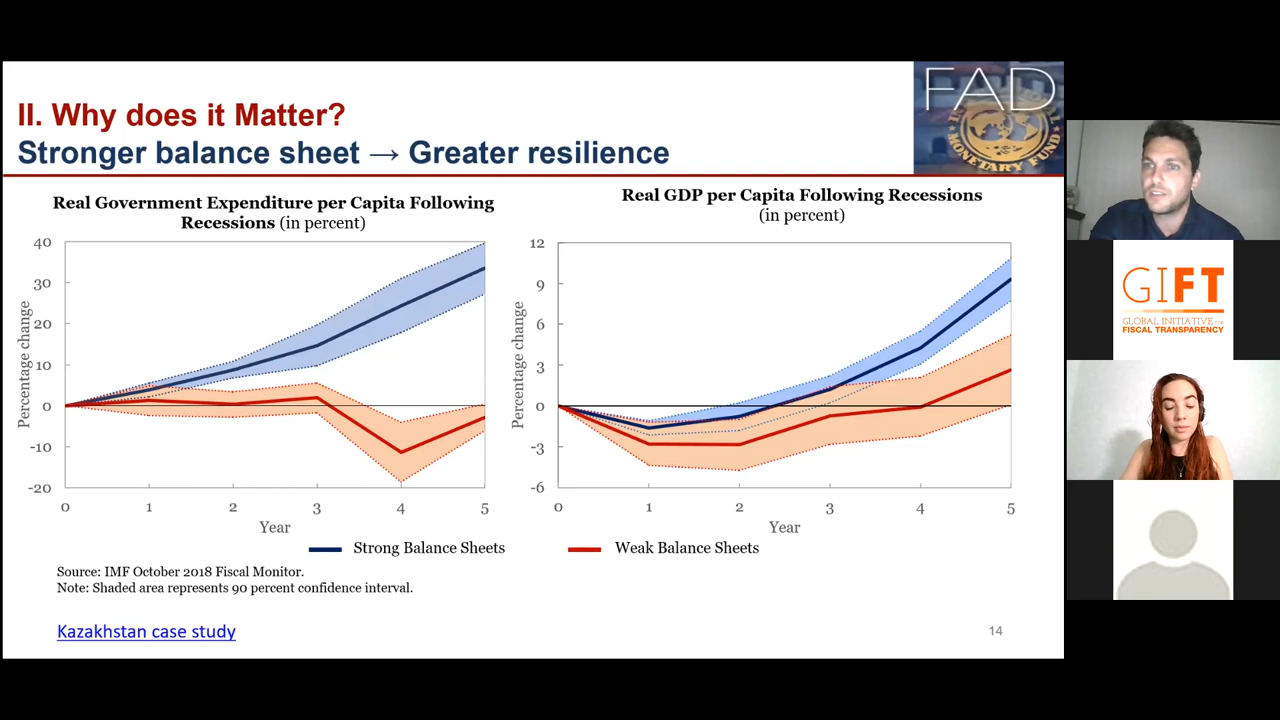 II. Why does it Matter?
Stronger balance sheet → Greater resilience
FAD
INTERNATIONAL MONETARY FUND
Real Government Expenditure per Capita Following
Recessions (in percent)
Percentage change
40
30
20
10
0
-10
-20
0 1 2 3 4 5
Year
Real GDP per Capita Following Recessions
(in percent)
Percentage change
12
9
6
3
0
-3
-6
0 1 2 3 4 5
Year
Strong Balance Sheets
Weak Balance Sheets
Source: IMF October 2018 Fiscal Monitor.
Note: Shaded area represents 90 percent confidence interval.
Kazakhstan case study
14
GIFT
GLOBAL INITIATIVE FOR
FISCAL TRANSPARENCY